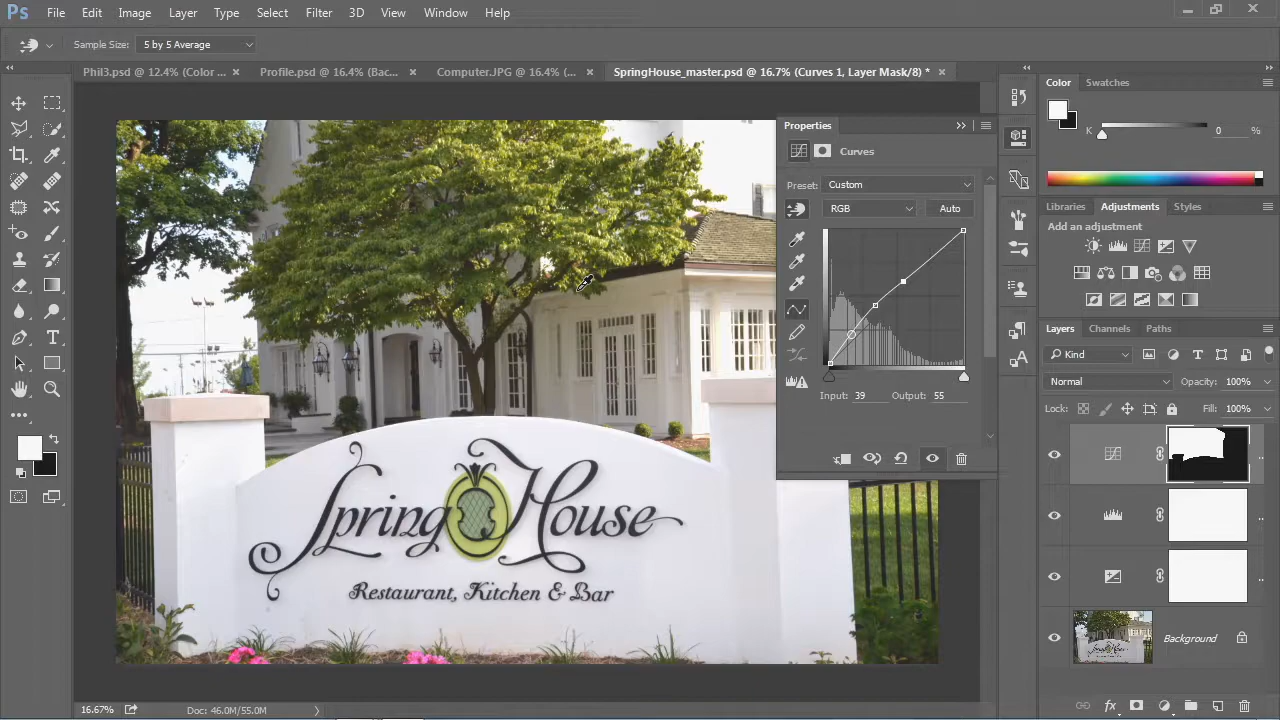 Ps File Edit Image Layer Type Select Filter 3D View Window Help
Sample Size: 5 by 5 Average
Phil3.psd @ 12.4% (Color ... × Profile.psd @ 16.4% (Bac... × Computer.JPG @ 16.4% (... × SpringHouse_master.psd @ 16.7% (Curves 1, Layer Mask/8) * ×
Color Swatches
K 0 %
Properties
Curves
Preset: Custom
RGB Auto
Input: 39 Output: 55
Libraries Adjustments Styles
Add an adjustment
Layers Channels Paths
Kind
Normal Opacity: 100%
Lock: Fill: 100%
Background
Spring House
Restaurant, Kitchen & Bar
16.67% Doc: 46.0M/55.0M